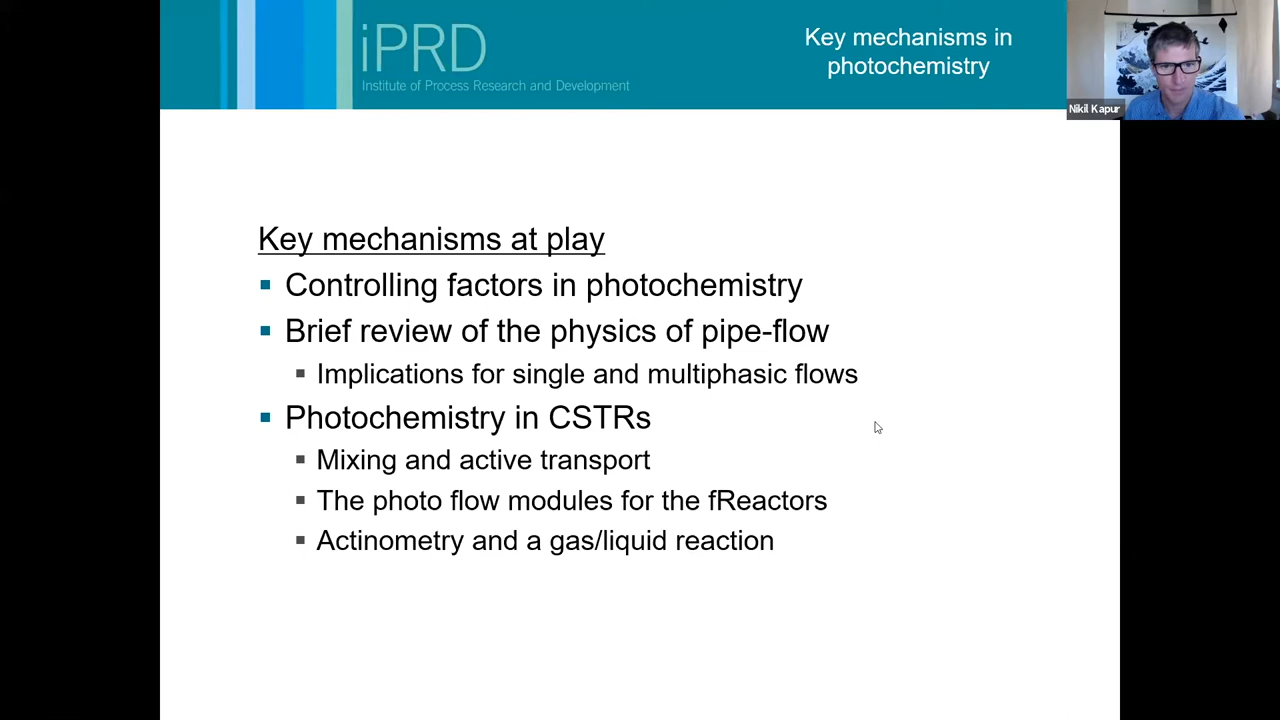 iPRD
Institute of Process Research and Development
Key mechanisms in
photochemistry
Nikil Kapur
Key mechanisms at play
Controlling factors in photochemistry
Brief review of the physics of pipe-flow
Implications for single and multiphasic flows
Photochemistry in CSTRs
Mixing and active transport
The photo flow modules for the fReactors
Actinometry and a gas/liquid reaction